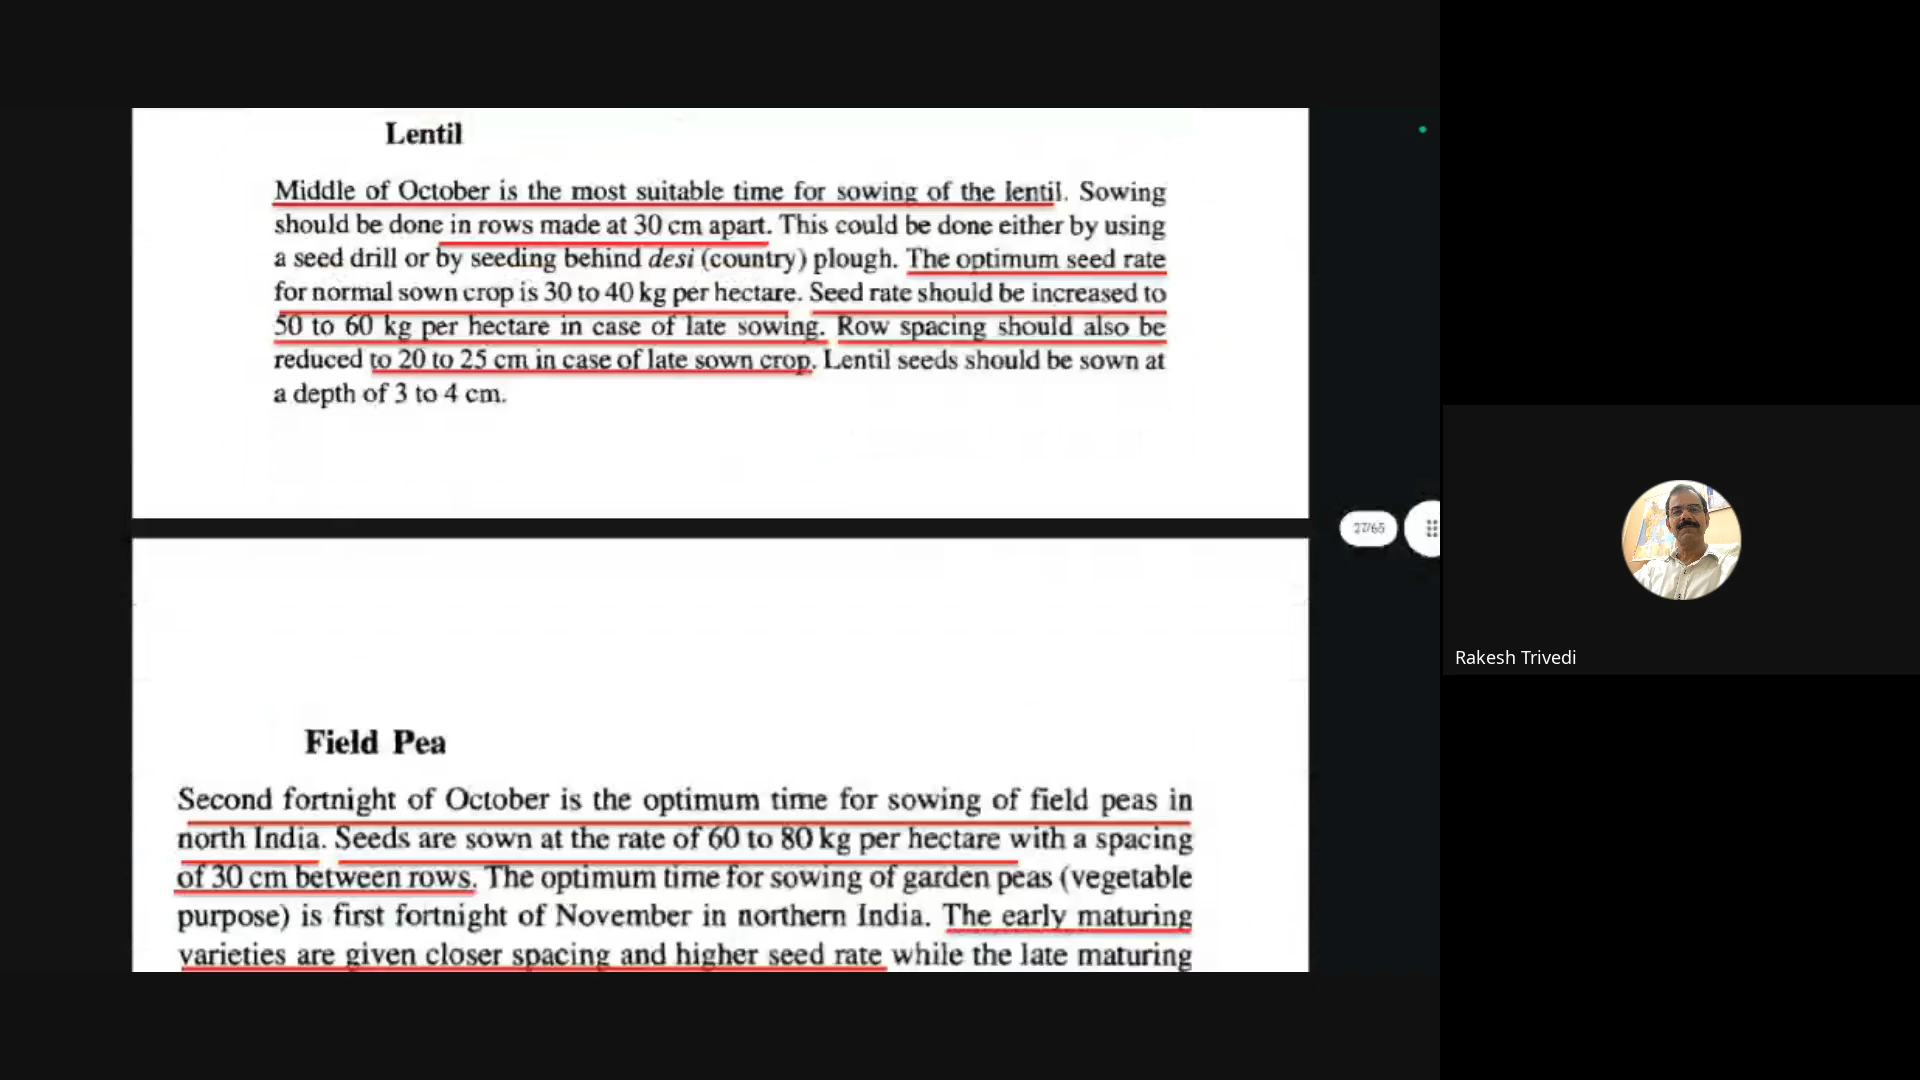 Lentil
Middle of October is the most suitable time for sowing of the lentil. Sowing
should be done in rows made at 30 cm apart. This could be done either by using
a seed drill or by seeding behind desi (country) plough. The optimum seed rate
for normal sown crop is 30 to 40 kg per hectare. Seed rate should be increased to
50 to 60 kg per hectare in case of late sowing. Row spacing should also be
reduced to 20 to 25 cm in case of late sown crop. Lentil seeds should be sown at
a depth of 3 to 4 cm.
27/65
Field Pea
Second fortnight of October is the optimum time for sowing of field peas in
north India. Seeds are sown at the rate of 60 to 80 kg per hectare with a spacing
of 30 cm between rows. The optimum time for sowing of garden peas (vegetable
purpose) is first fortnight of November in northern India. The early maturing
varieties are given closer spacing and higher seed rate while the late maturing
Rakesh Trivedi